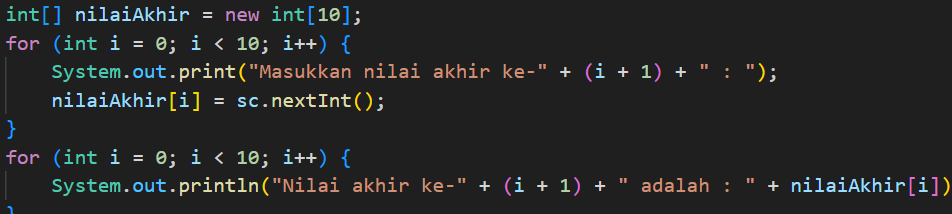 int[] nilaiAkhir = new int[10];
for (int i = 0; i < 10; i++) {
    System.out.print("Masukkan nilai akhir ke-" + (i + 1) + " : ");
    nilaiAkhir[i] = sc.nextInt();
}
for (int i = 0; i < 10; i++) {
    System.out.println("Nilai akhir ke-" + (i + 1) + " adalah : " + nilaiAkhir[i])
}